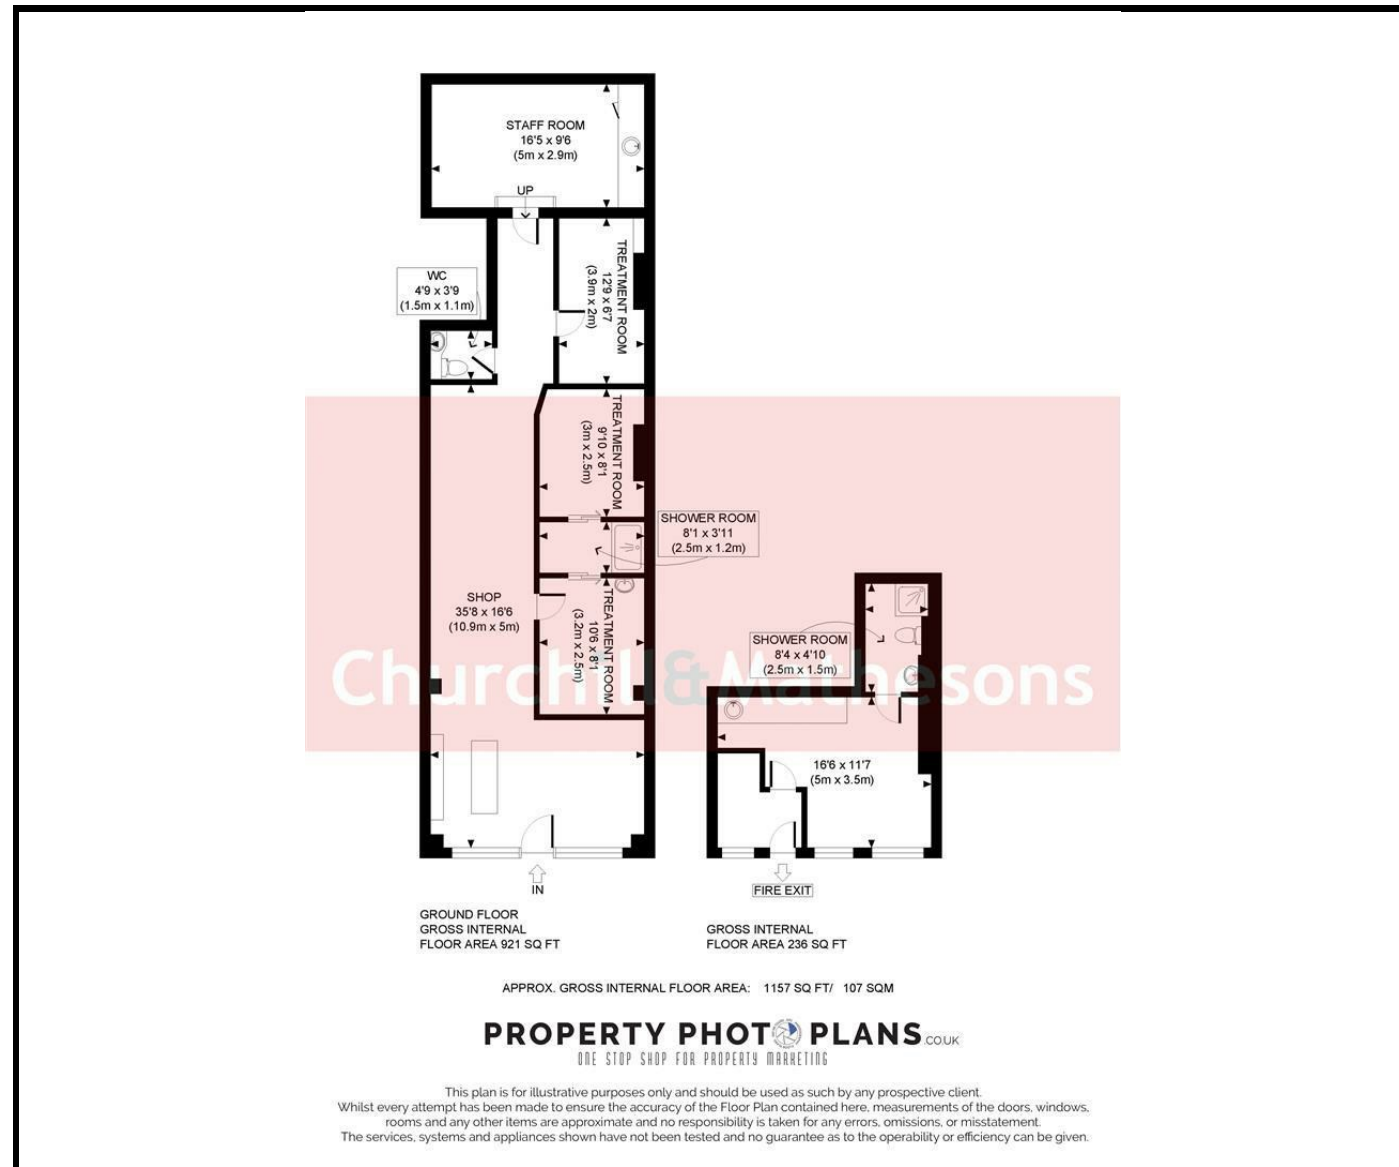 STAFF ROOM
16'5 x 9'6
(5m x 2.9m)
UP
WC
4'9 x 3'9
(1.5m x 1.1m)
TREATMENT ROOM
12'9 x 6'7
(3.9m x 2m)
TREATMENT ROOM
9'10 x 8'1
(3m x 2.5m)
SHOWER ROOM
8'1 x 3'11
(2.5m x 1.2m)
SHOP
35'8 x 16'6
(10.9m x 5m)
TREATMENT ROOM
10'6 x 8'1
(3.2m x 2.5m)
SHOWER ROOM
8'4 x 4'10
(2.5m x 1.5m)
Churchill & Mathesons
16'6 x 11'7
(5m x 3.5m)
IN
FIRE EXIT
GROUND FLOOR
GROSS INTERNAL
FLOOR AREA 921 SQ FT
GROSS INTERNAL
FLOOR AREA 236 SQ FT
APPROX. GROSS INTERNAL FLOOR AREA: 1157 SQ FT/ 107 SQM
PROPERTY PHOTO PLANS.CO.UK
ONE STOP SHOP FOR PROPERTY MARKETING
This plan is for illustrative purposes only and should be used as such by any prospective client.
Whilst every attempt has been made to ensure the accuracy of the Floor Plan contained here, measurements of the doors, windows,
rooms and any other items are approximate and no responsibility is taken for any errors, omissions, or misstatement.
The services, systems and appliances shown have not been tested and no guarantee as to the operability or efficiency can be given.